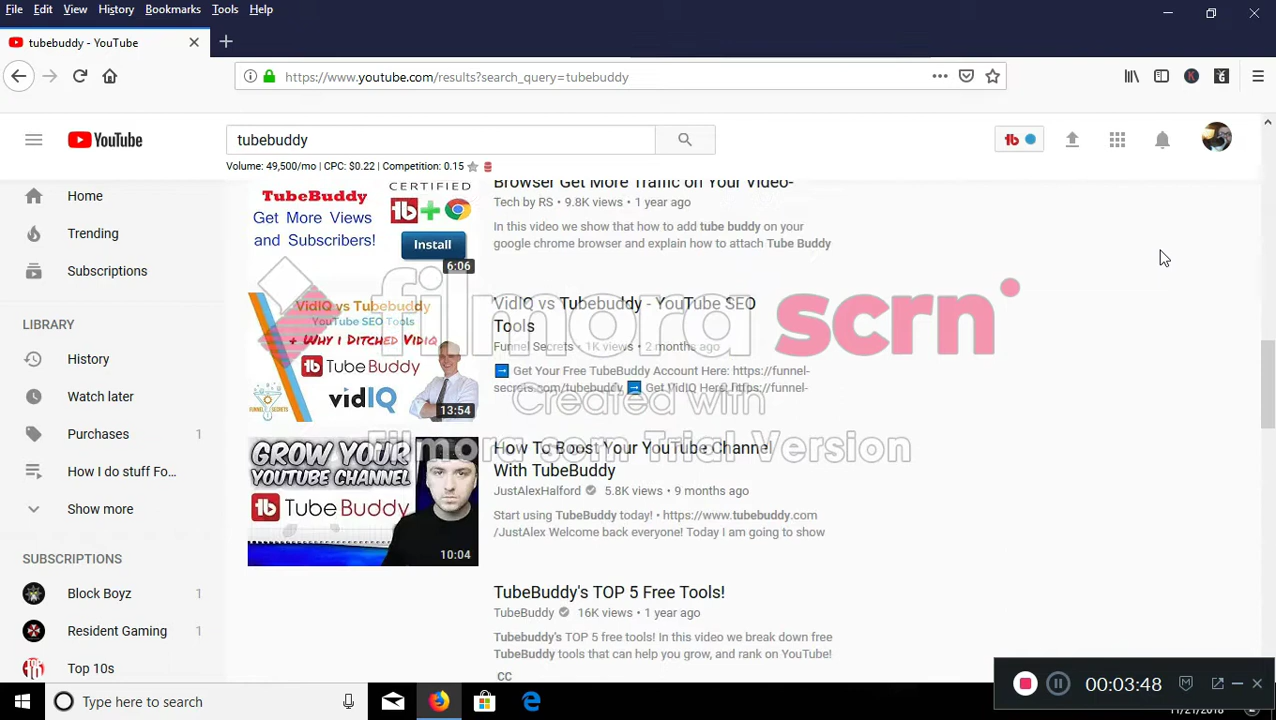 File Edit View History Bookmarks Tools Help
tubebuddy - YouTube
https://www.youtube.com/results?search_query=tubebuddy
YouTube
tubebuddy
Volume: 49,500/mo | CPC: $0.22 | Competition: 0.15
Home
Trending
Subscriptions
LIBRARY
History
Watch later
Purchases 1
How I do stuff Fo...
Show more
SUBSCRIPTIONS
Block Boyz 1
Resident Gaming 1
Top 10s
TubeBuddy
Get More Views
and Subscribers!
CERTIFIED
Install
6:06
Browser Get More Traffic on Your Video-
Tech by RS • 9.8K views • 1 year ago
In this video we show that how to add tube buddy on your
google chrome browser and explain how to attach Tube Buddy
VidIQ vs Tubebuddy
YouTube SEO Tools
+ Why I Ditched Vidiq
TubeBuddy
vidIQ
FUNNEL SECRETS
13:54
VidIQ vs Tubebuddy - YouTube SEO
Tools
Funnel Secrets • 1K views • 2 months ago
Get Your Free TubeBuddy Account Here: https://funnel-
secrets.com/tubebuddy Get VidIQ Here: https://funnel-
filmora scrn
Created with
Filmora scrn Trial Version
GROW YOUR
YOUTUBE CHANNEL
TubeBuddy
10:04
How To Boost Your YouTube Channel
With TubeBuddy
JustAlexHalford 5.8K views • 9 months ago
Start using TubeBuddy today! • https://www.tubebuddy.com
/JustAlex Welcome back everyone! Today I am going to show
TubeBuddy's TOP 5 Free Tools!
TubeBuddy 16K views • 1 year ago
Tubebuddy's TOP 5 free tools! In this video we break down free
TubeBuddy tools that can help you grow, and rank on YouTube!
CC
00:03:48
Type here to search
11/21/2018